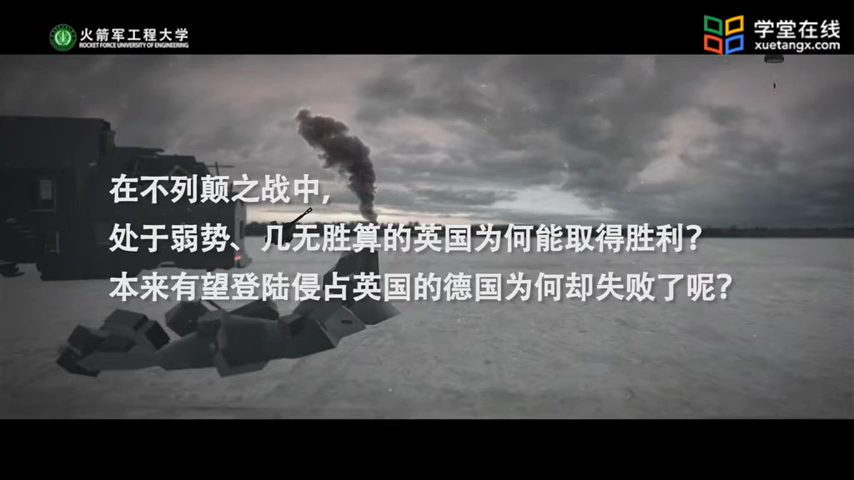 火箭军工程大学
ROCKET FORCE UNIVERSITY OF ENGINEERING
学堂在线
xuetangx.com
在不列颠之战中,
处于弱势、几无胜算的英国为何能取得胜利?
本来有望登陆侵占英国的德国为何却失败了呢?